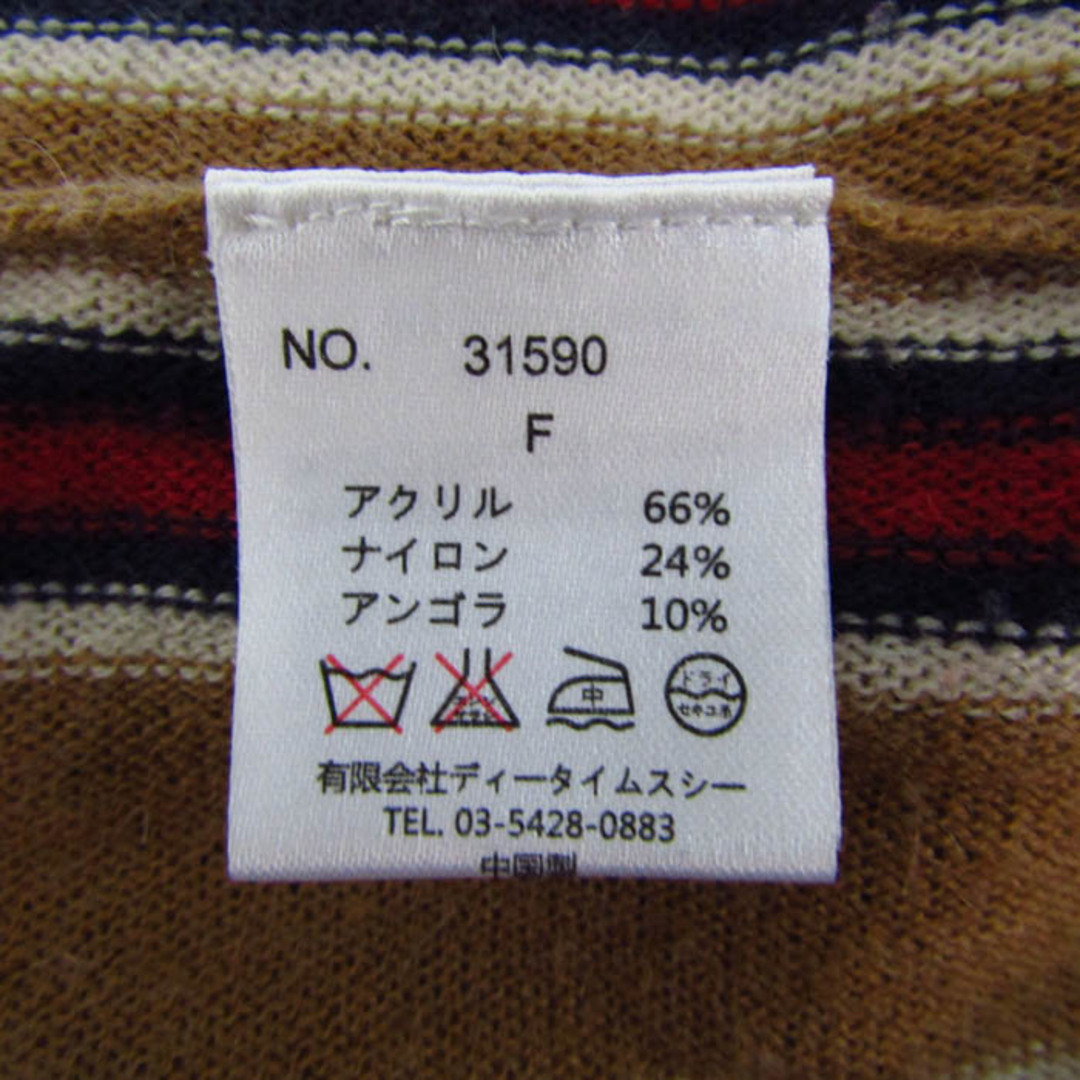 NO. 31590
F
アクリル 66%
ナイロン 24%
アンゴラ 10%
中 ドライ
セキユ系
有限会社ディータイムスシー
TEL. 03-5428-0883
中国製